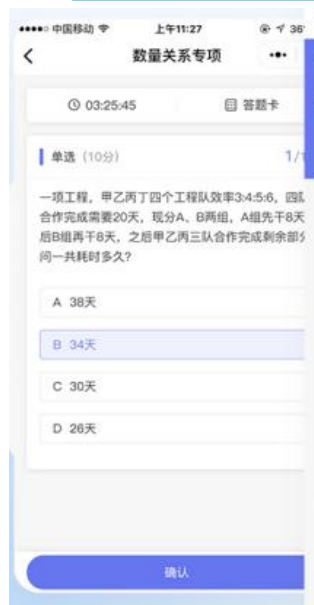 中国移动 上午11:27 36
数量关系专项
03:25:45 答题卡
单选 (10分) 1/
一项工程，甲乙丙丁四个工程队效率3:4:5:6，四队
合作完成需要20天，现分A、B两组，A组先干8天
后B组再干8天，之后甲乙丙三队合作完成剩余部分
问一共耗时多久？
A 38天
B 34天
C 30天
D 26天
确认